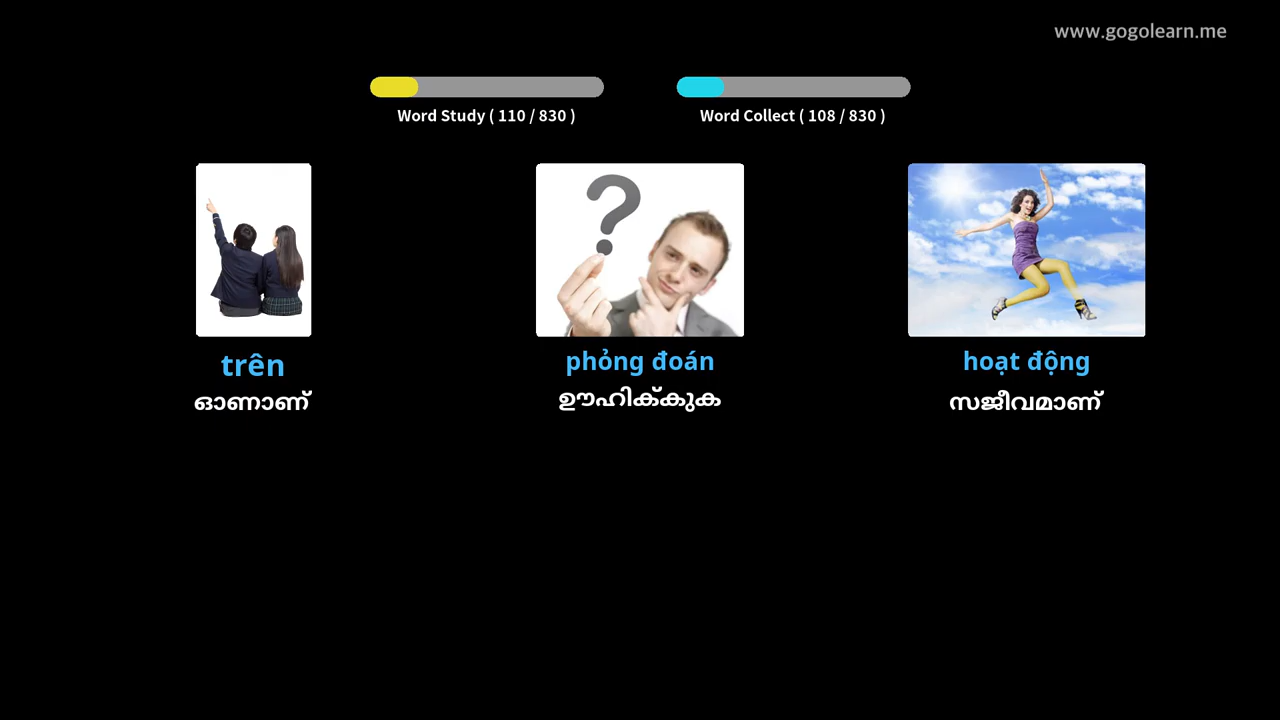 www.gogolearn.me
Word Study ( 110 / 830 )
Word Collect ( 108 / 830 )
trên
ഓണാണ്
phỏng đoán
ഊഹിക്കുക
hoạt động
സജീവമാണ്